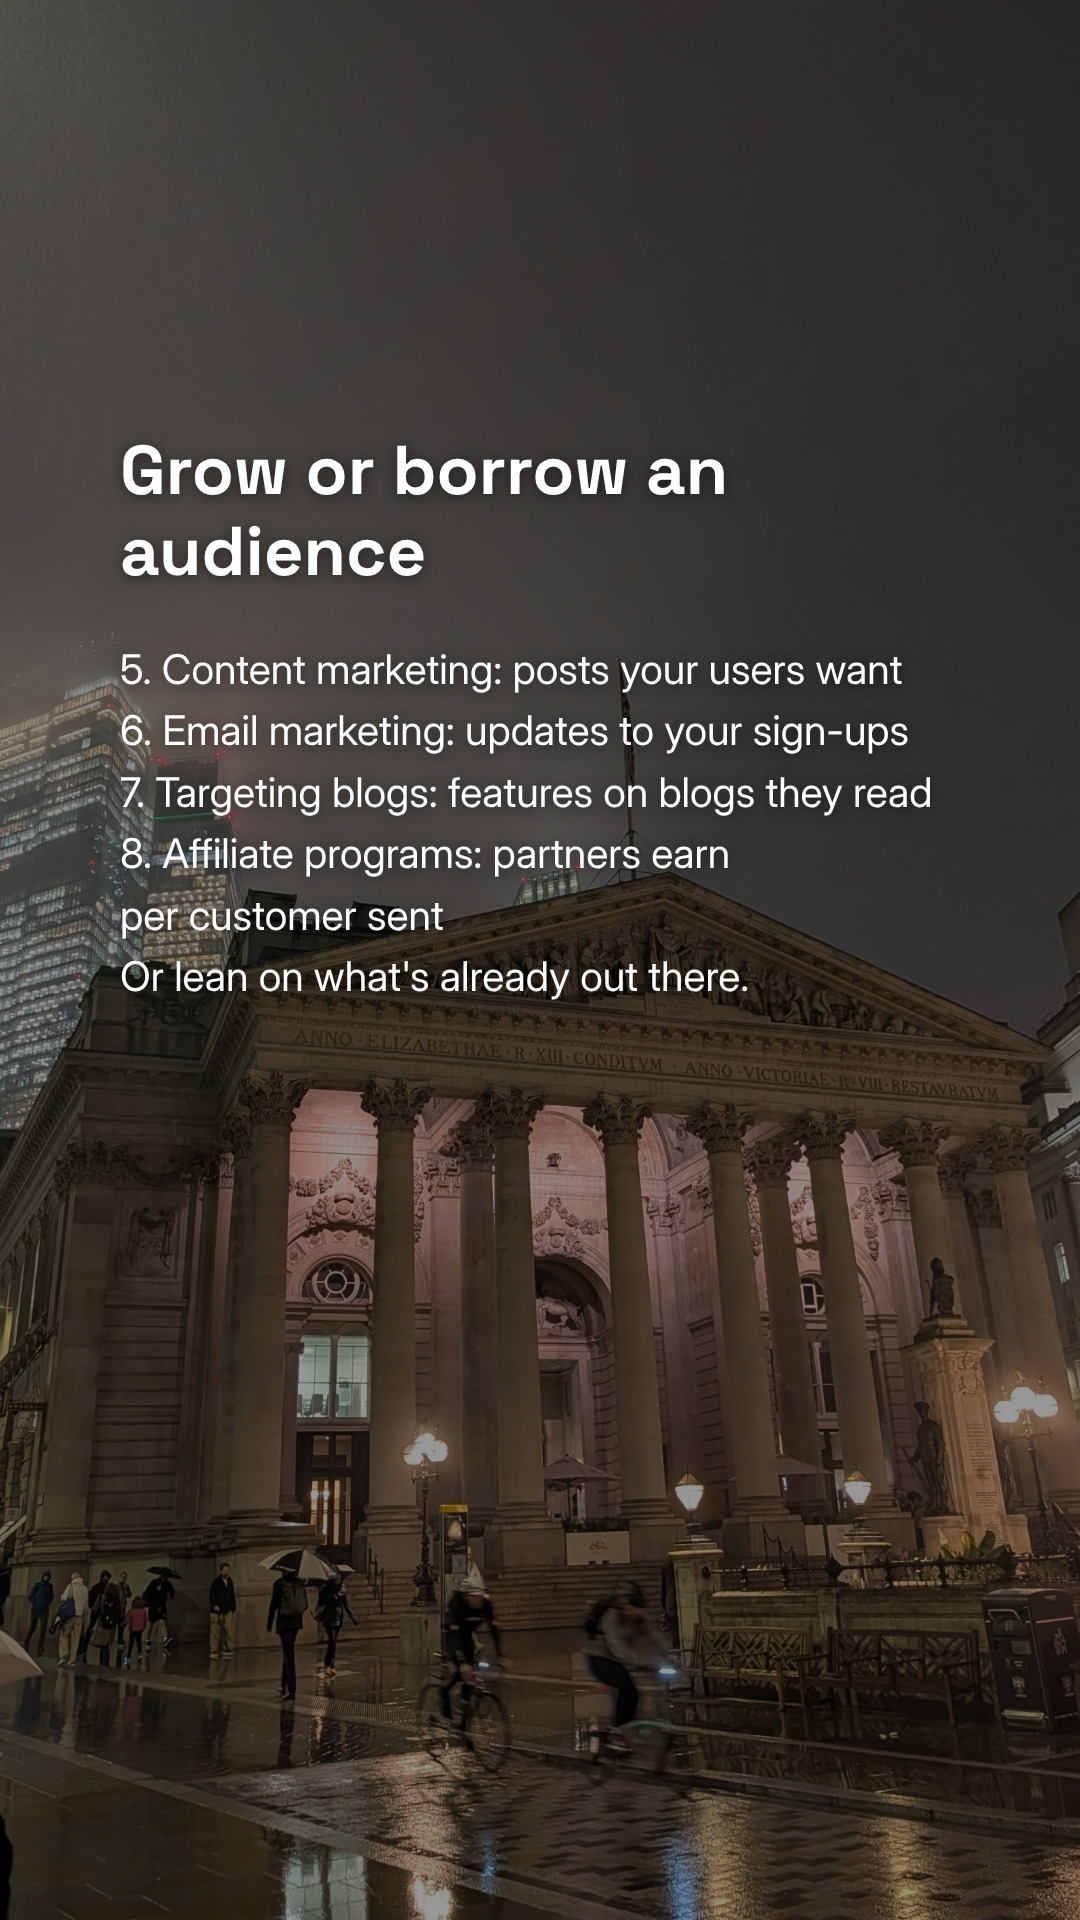 Grow or borrow an
audience
5. Content marketing: posts your users want
6. Email marketing: updates to your sign-ups
7. Targeting blogs: features on blogs they read
8. Affiliate programs: partners earn
per customer sent
Or lean on what's already out there.
ANNO · ELIZABETHAE · R · XIII · CONDITVM · ANNO · VICTORIAE · R · VIII · RESTAVRATVM